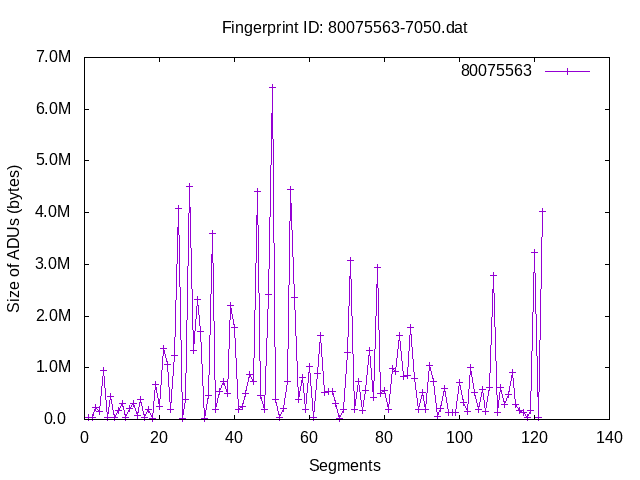 Fingerprint ID: 80075563-7050.dat
80075563
7.0M
6.0M
5.0M
4.0M
3.0M
2.0M
1.0M
0.0
Size of ADUs (bytes)
0 20 40 60 80 100 120 140
Segments